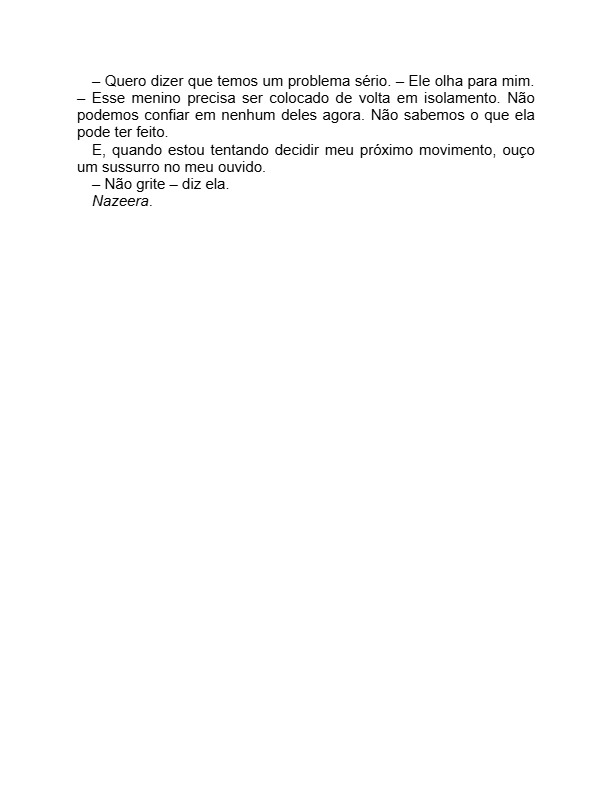 – Quero dizer que temos um problema sério. – Ele olha para mim.
– Esse menino precisa ser colocado de volta em isolamento. Não
podemos confiar em nenhum deles agora. Não sabemos o que ela
pode ter feito.
E, quando estou tentando decidir meu próximo movimento, ouço
um sussurro no meu ouvido.
– Não grite – diz ela.
Nazeera.